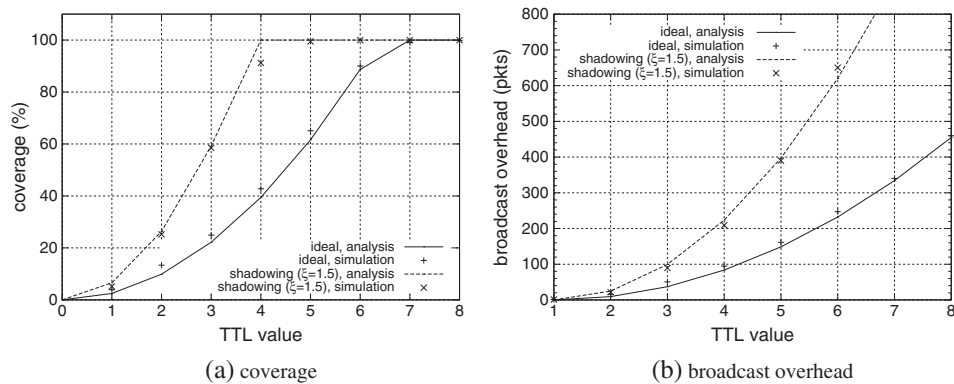 100
80
60
40
20
0
0 1 2 3 4 5 6 7 8
coverage (%)
TTL value
ideal, analysis
ideal, simulation
shadowing (ξ=1.5), analysis
shadowing (ξ=1.5), simulation
(a) coverage
800
700
600
500
400
300
200
100
0
1 2 3 4 5 6 7 8
broadcast overhead (pkts)
TTL value
ideal, analysis
ideal, simulation
shadowing (ξ=1.5), analysis
shadowing (ξ=1.5), simulation
(b) broadcast overhead